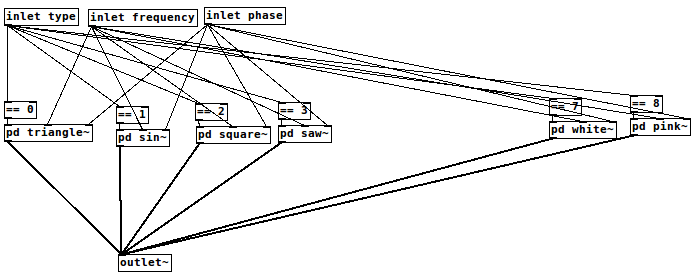 inlet type
inlet frequency
inlet phase
== 0
== 1
== 2
== 3
== 7
== 8
pd triangle~
pd sin~
pd square~
pd saw~
pd white~
pd pink~
outlet~